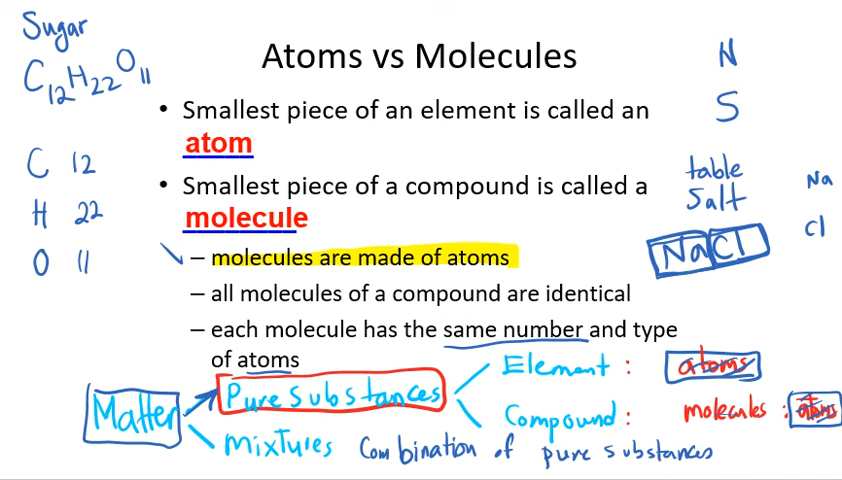 Sugar
C12H22O11
C 12
H 22
O 11
Atoms vs Molecules
• Smallest piece of an element is called an
atom
• Smallest piece of a compound is called a
molecule
– molecules are made of atoms
– all molecules of a compound are identical
– each molecule has the same number and type
of atoms
N
S
table
Salt
NaCl
Na
Cl
Matter
Pure substances
Element : atoms
Compound : molecules : atoms
Mixtures Combination of pure substances